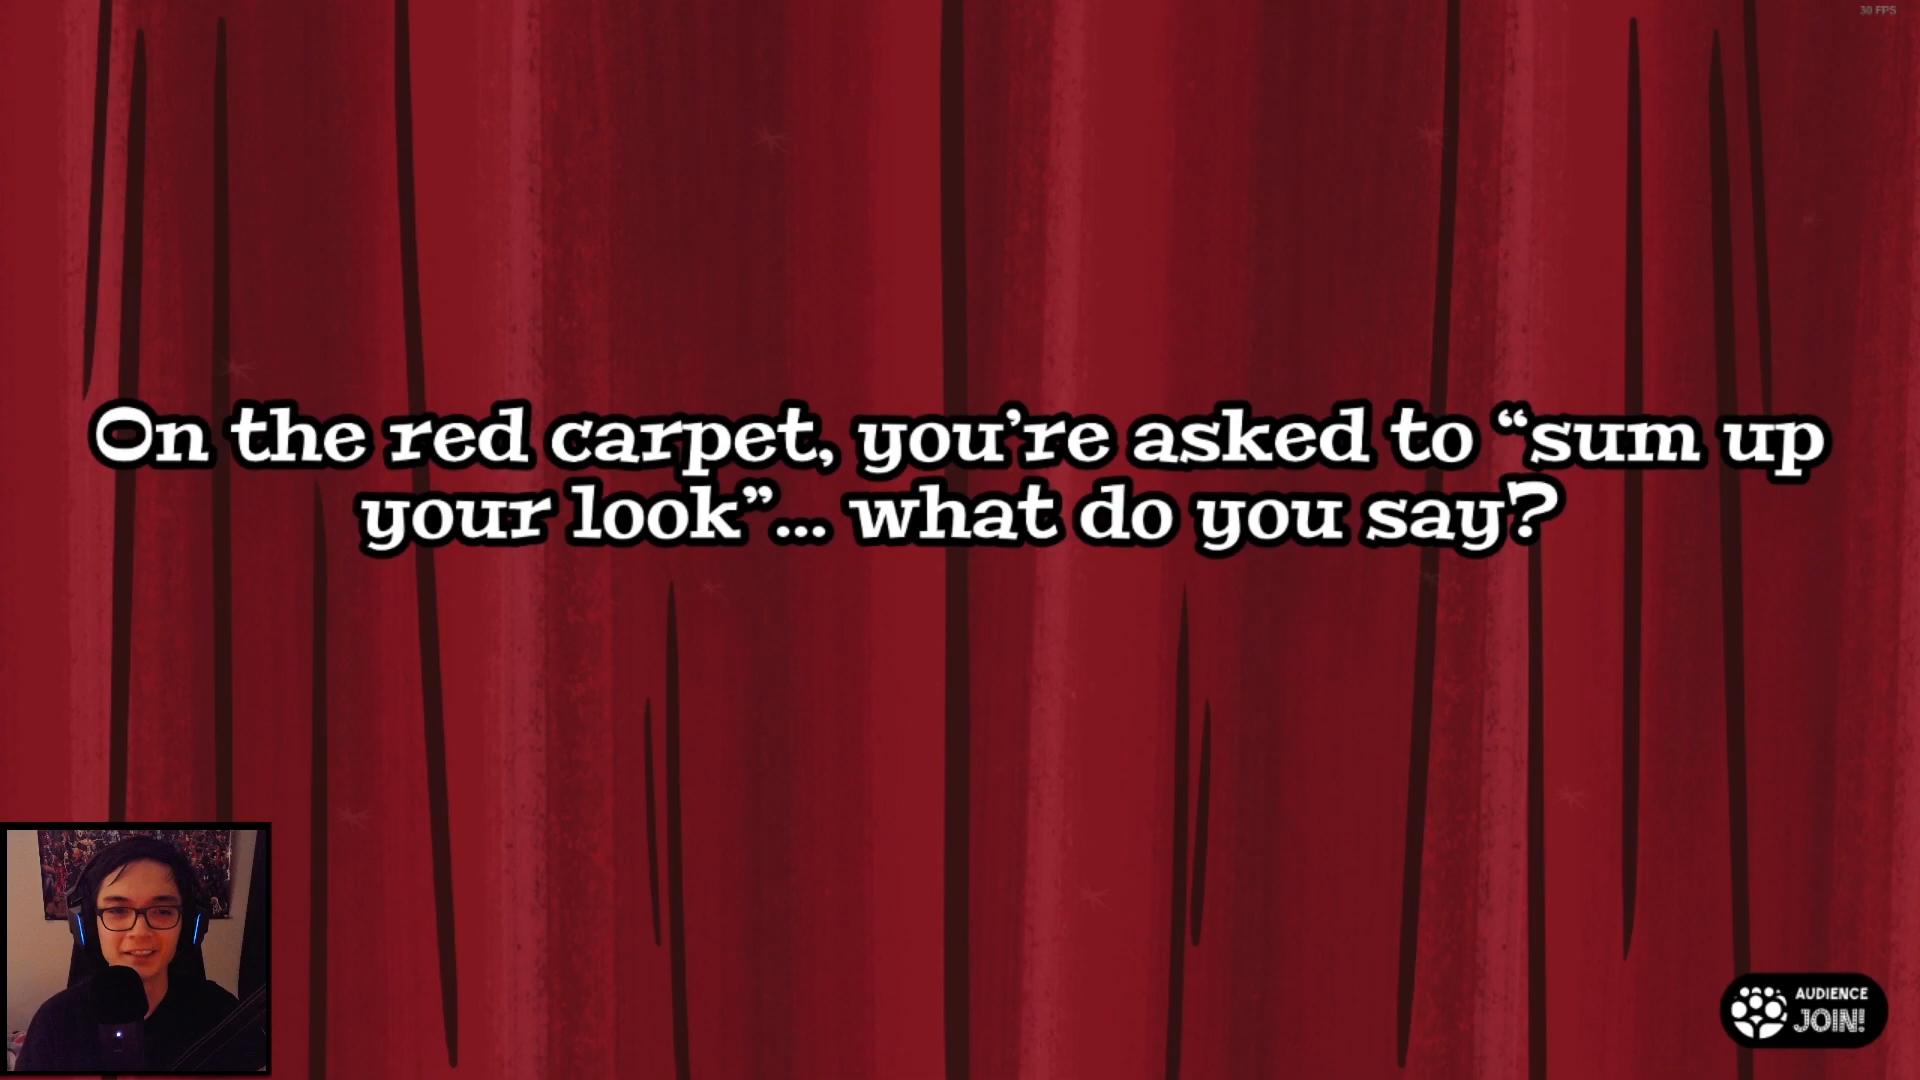 30 FPS
On the red carpet, you’re asked to “sum up
your look”... what do you say?
AUDIENCE
JOIN!